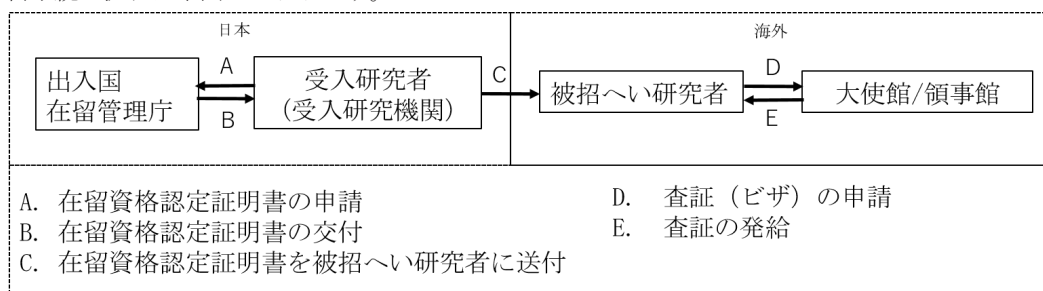 日本
海外
出入国
在留管理庁
A
B
受入研究者
(受入研究機関)
C
被招へい研究者
D
E
大使館/領事館
A. 在留資格認定証明書の申請
B. 在留資格認定証明書の交付
C. 在留資格認定証明書を被招へい研究者に送付
D. 査証（ビザ）の申請
E. 査証の発給